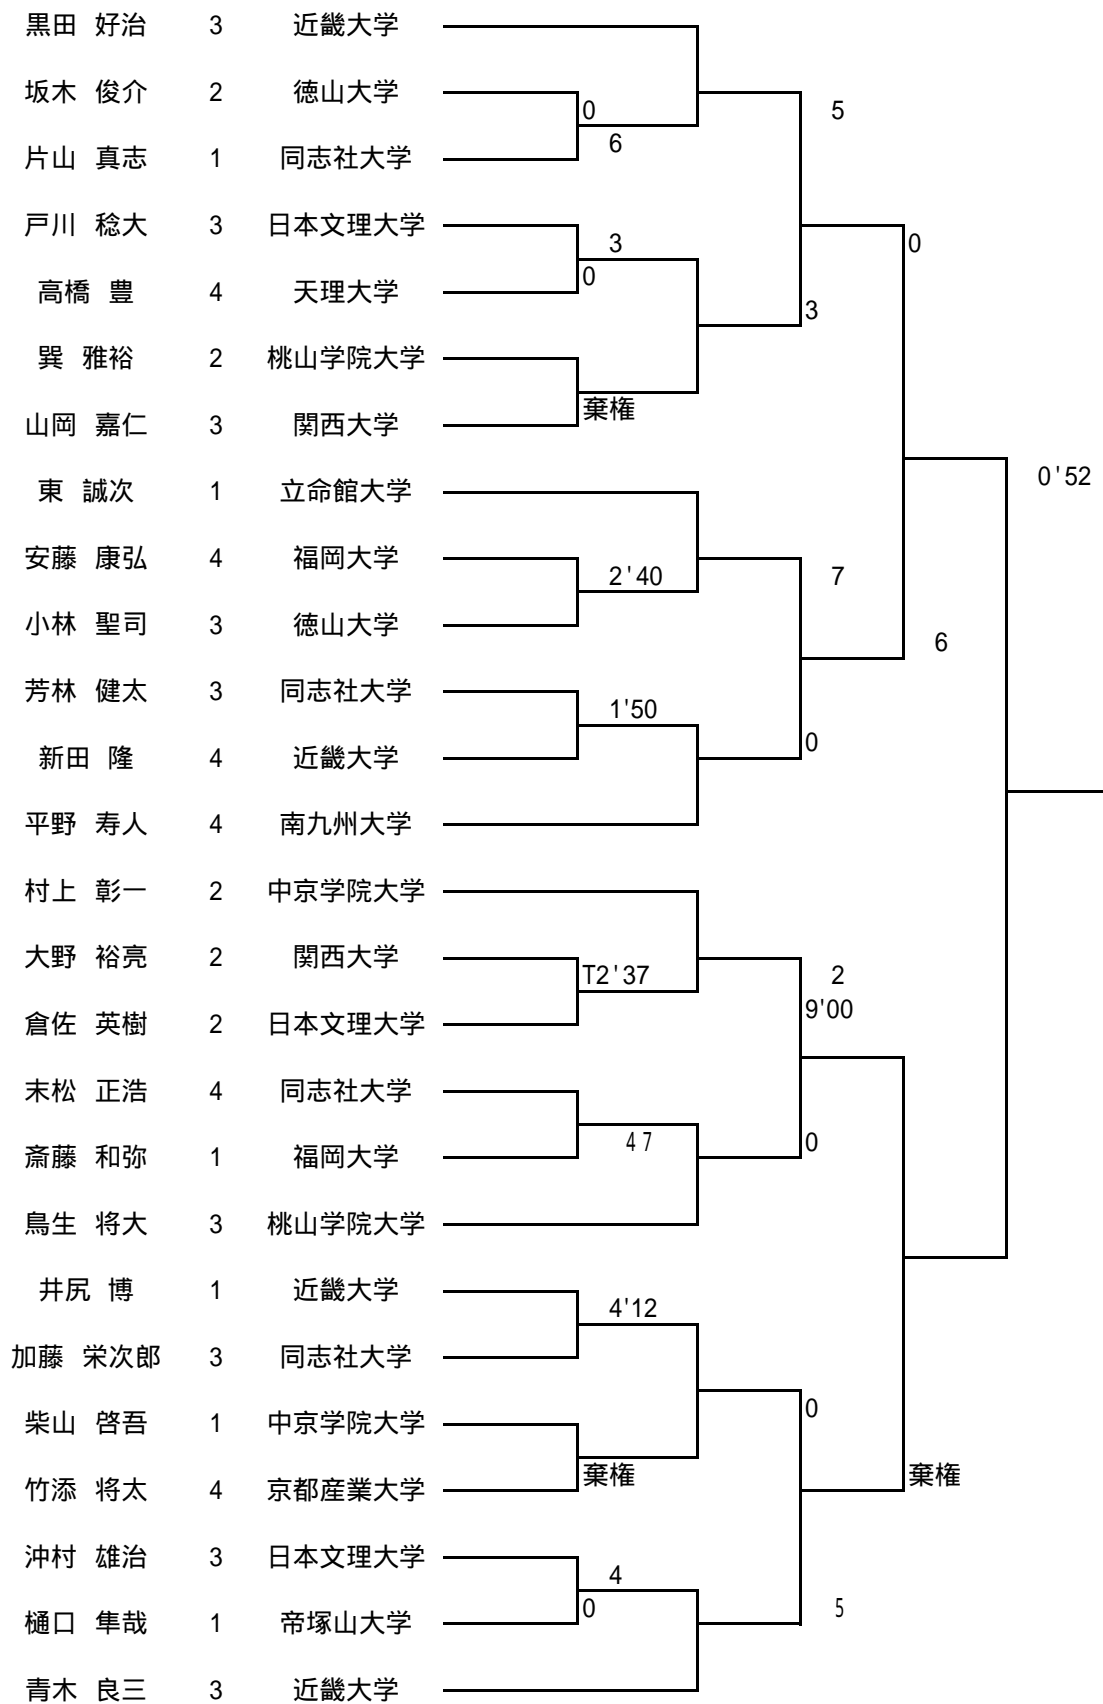 黒田 好治 3 近畿大学
坂木 俊介 2 徳山大学
0
5
6
片山 真志 1 同志社大学
戸川 稔大 3 日本文理大学
3
0
0
高橋 豊 4 天理大学
3
巽 雅裕 2 桃山学院大学
棄権
山岡 嘉仁 3 関西大学
0'52
東 誠次 1 立命館大学
安藤 康弘 4 福岡大学
2'40
7
小林 聖司 3 徳山大学
6
芳林 健太 3 同志社大学
1'50
0
新田 隆 4 近畿大学
平野 寿人 4 南九州大学
村上 彰一 2 中京学院大学
大野 裕亮 2 関西大学
T2'37
2
9'00
倉佐 英樹 2 日本文理大学
末松 正浩 4 同志社大学
47
0
斎藤 和弥 1 福岡大学
鳥生 将大 3 桃山学院大学
井尻 博 1 近畿大学
4'12
加藤 栄次郎 3 同志社大学
0
柴山 啓吾 1 中京学院大学
棄権
棄権
竹添 将太 4 京都産業大学
沖村 雄治 3 日本文理大学
4
0
5
樋口 隼哉 1 帝塚山大学
青木 良三 3 近畿大学